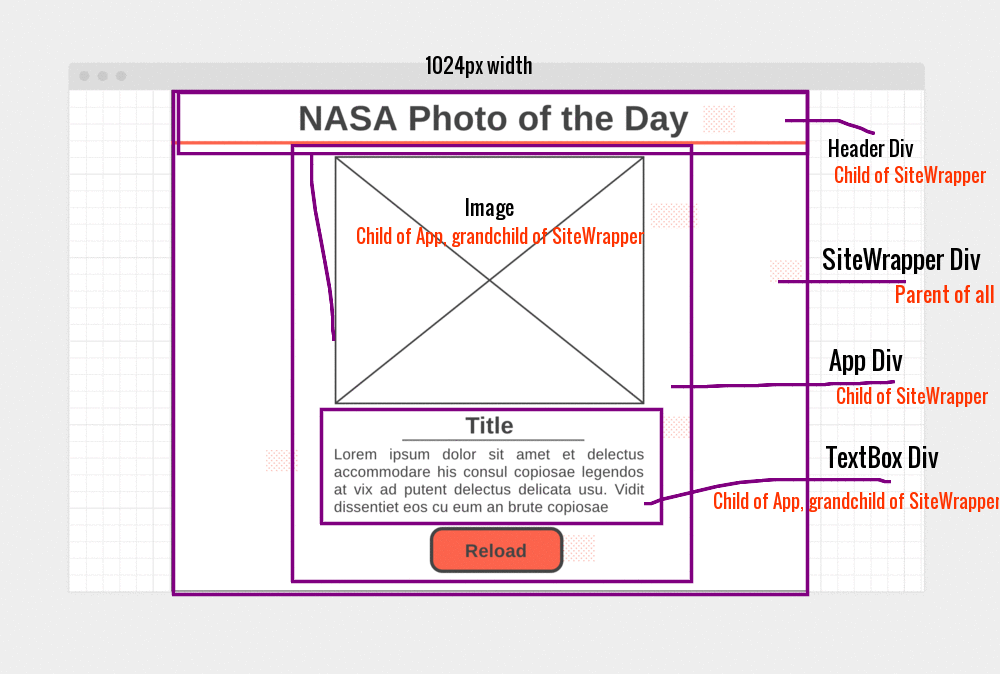 1024px width
NASA Photo of the Day
Header Div
Child of SiteWrapper
Image
Child of App, grandchild of SiteWrapper
SiteWrapper Div
Parent of all
App Div
Child of SiteWrapper
Title
Lorem ipsum dolor sit amet et delectus
accommodare his consul copiosae legendos
at vix ad putent delectus delicata usu. Vidit
dissentiet eos cu eum an brute copiosae
TextBox Div
Child of App, grandchild of SiteWrapper
Reload